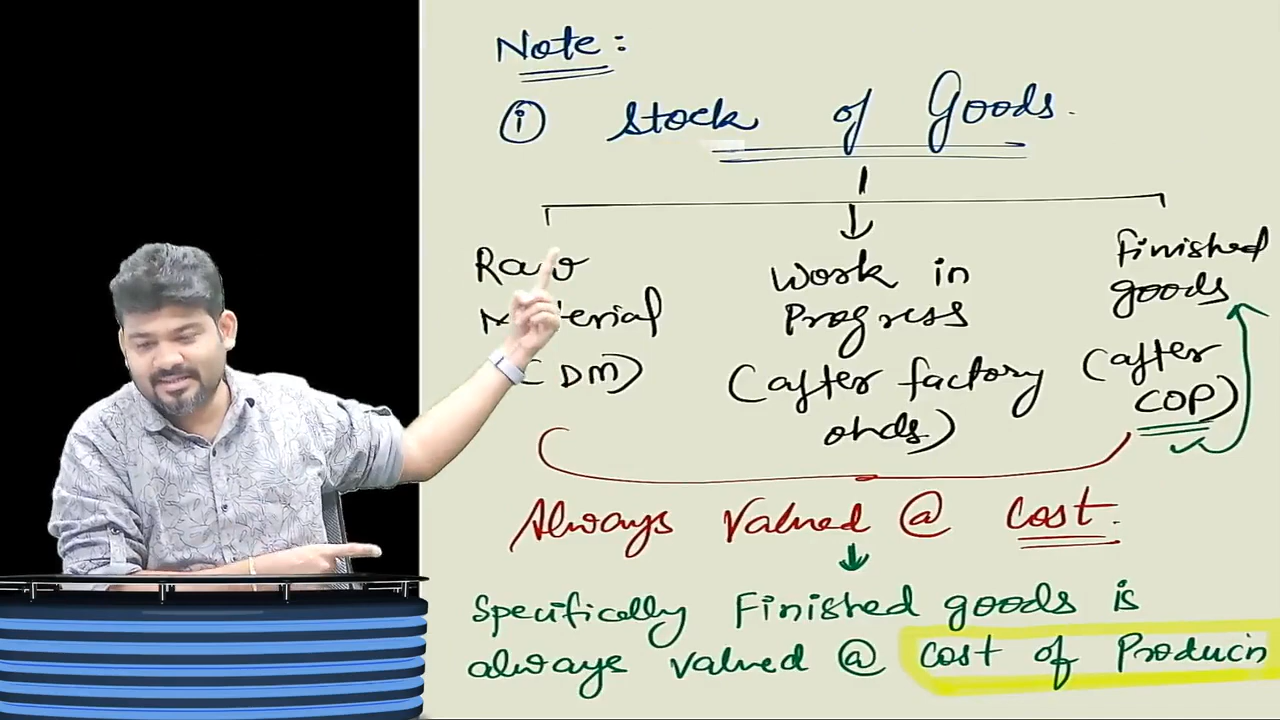 Note:
① Stock of Goods.
Raw
Material
(DM)
Work in
Progress
(after factory
ohds)
Finished
goods
(after
COP)
Always Valued @ Cost.
Specifically Finished goods is
always valued @ Cost of Producn